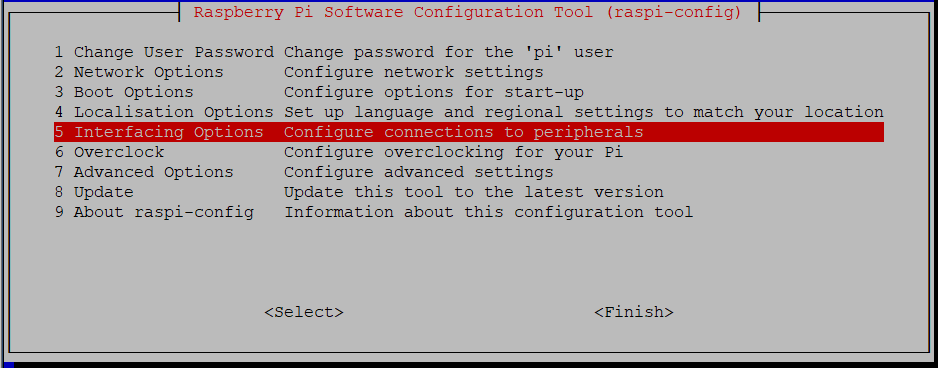 Raspberry Pi Software Configuration Tool (raspi-config)
1 Change User Password Change password for the 'pi' user
2 Network Options Configure network settings
3 Boot Options Configure options for start-up
4 Localisation Options Set up language and regional settings to match your location
5 Interfacing Options Configure connections to peripherals
6 Overclock Configure overclocking for your Pi
7 Advanced Options Configure advanced settings
8 Update Update this tool to the latest version
9 About raspi-config Information about this configuration tool
<Select> <Finish>